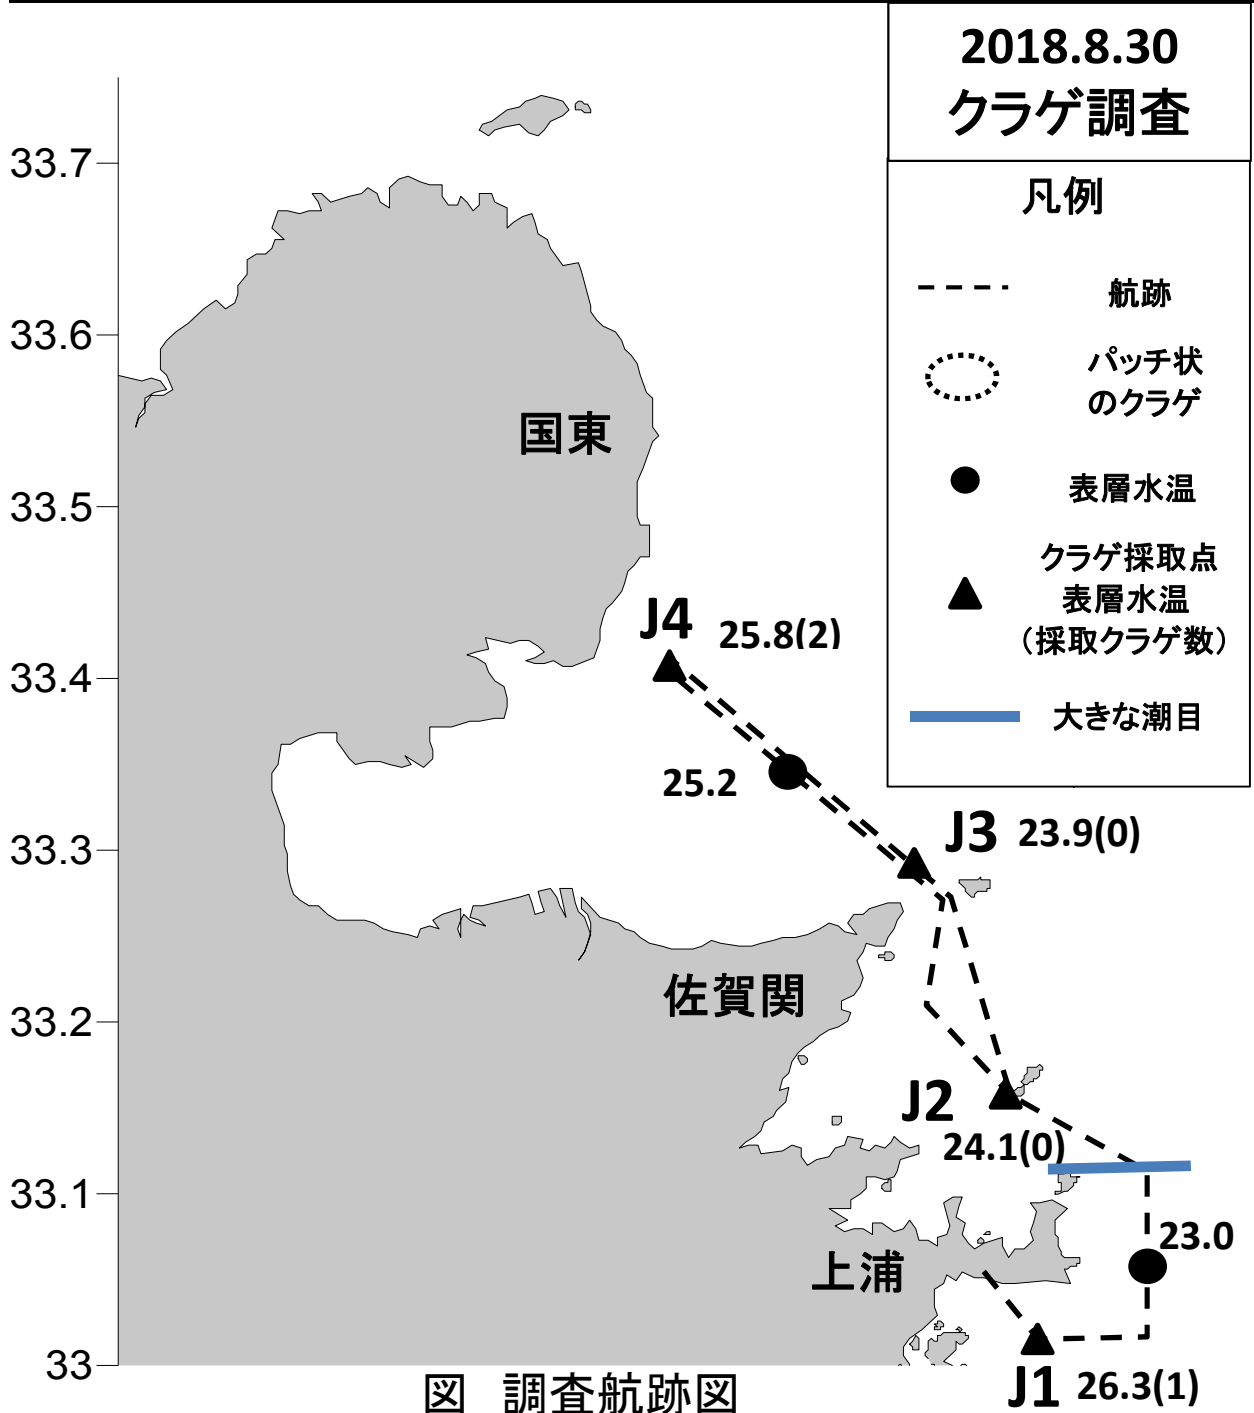 2018.8.30
クラゲ調査
凡例
航跡
パッチ状
のクラゲ
表層水温
クラゲ採取点
表層水温
（採取クラゲ数）
大きな潮目
33.7
33.6
33.5
33.4
33.3
33.2
33.1
33
国東
J4 25.8(2)
25.2
J3 23.9(0)
佐賀関
J2
24.1(0)
23.0
上浦
J1 26.3(1)
図 調査航跡図